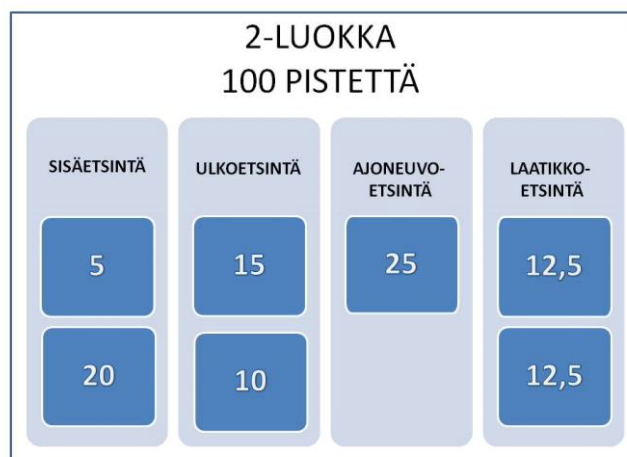 2-LUOKKA
100 PISTETTÄ
SISÄETSINTÄ
5
20
ULKOETSINTÄ
15
10
AJONEUVO-
ETSINTÄ
25
LAATIKKO-
ETSINTÄ
12,5
12,5